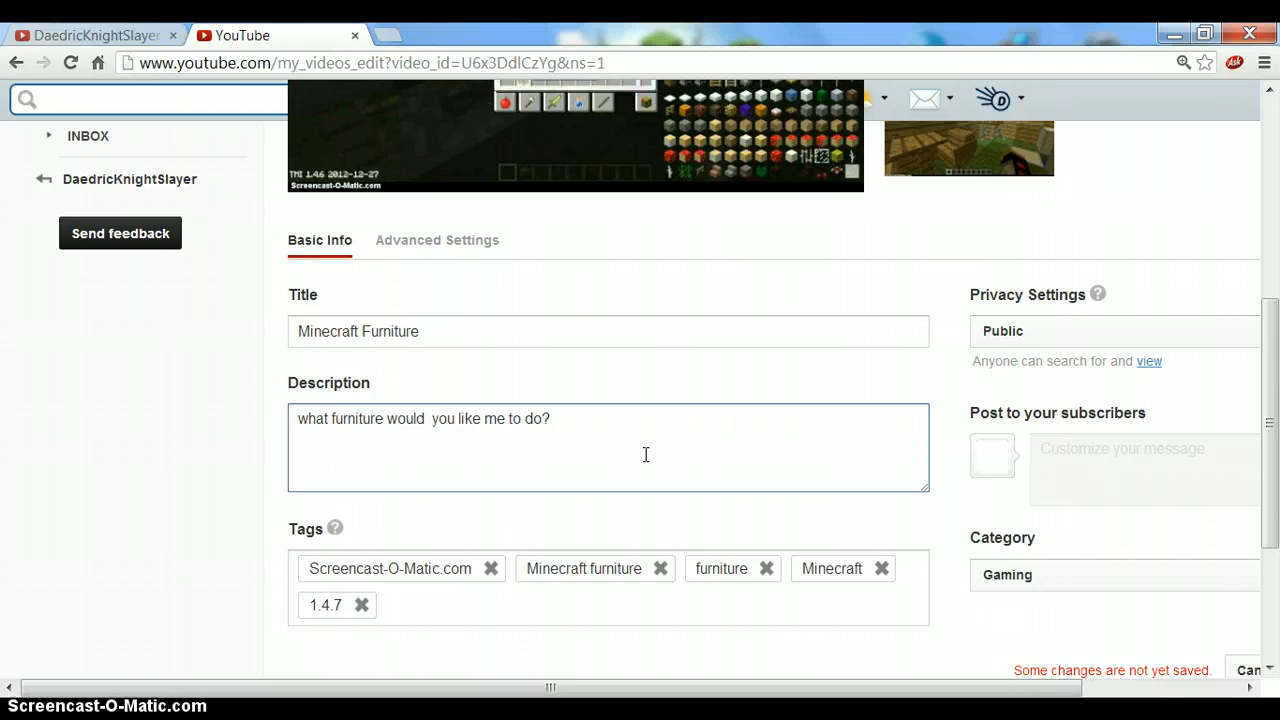 DaedricKnightSlayer
YouTube
www.youtube.com/my_videos_edit?video_id=U6x3DdlCzYg&ns=1
Ask
INBOX
DaedricKnightSlayer
Send feedback
TMI 1.4.6 2012-12-27
Screencast-O-Matic.com
Basic Info
Advanced Settings
Title
Minecraft Furniture
Description
what furniture would  you like me to do?
Tags
Screencast-O-Matic.com
Minecraft furniture
furniture
Minecraft
1.4.7
Privacy Settings
Public
Anyone can search for and view
Post to your subscribers
Customize your message
Category
Gaming
Some changes are not yet saved.
Can
Screencast-O-Matic.com